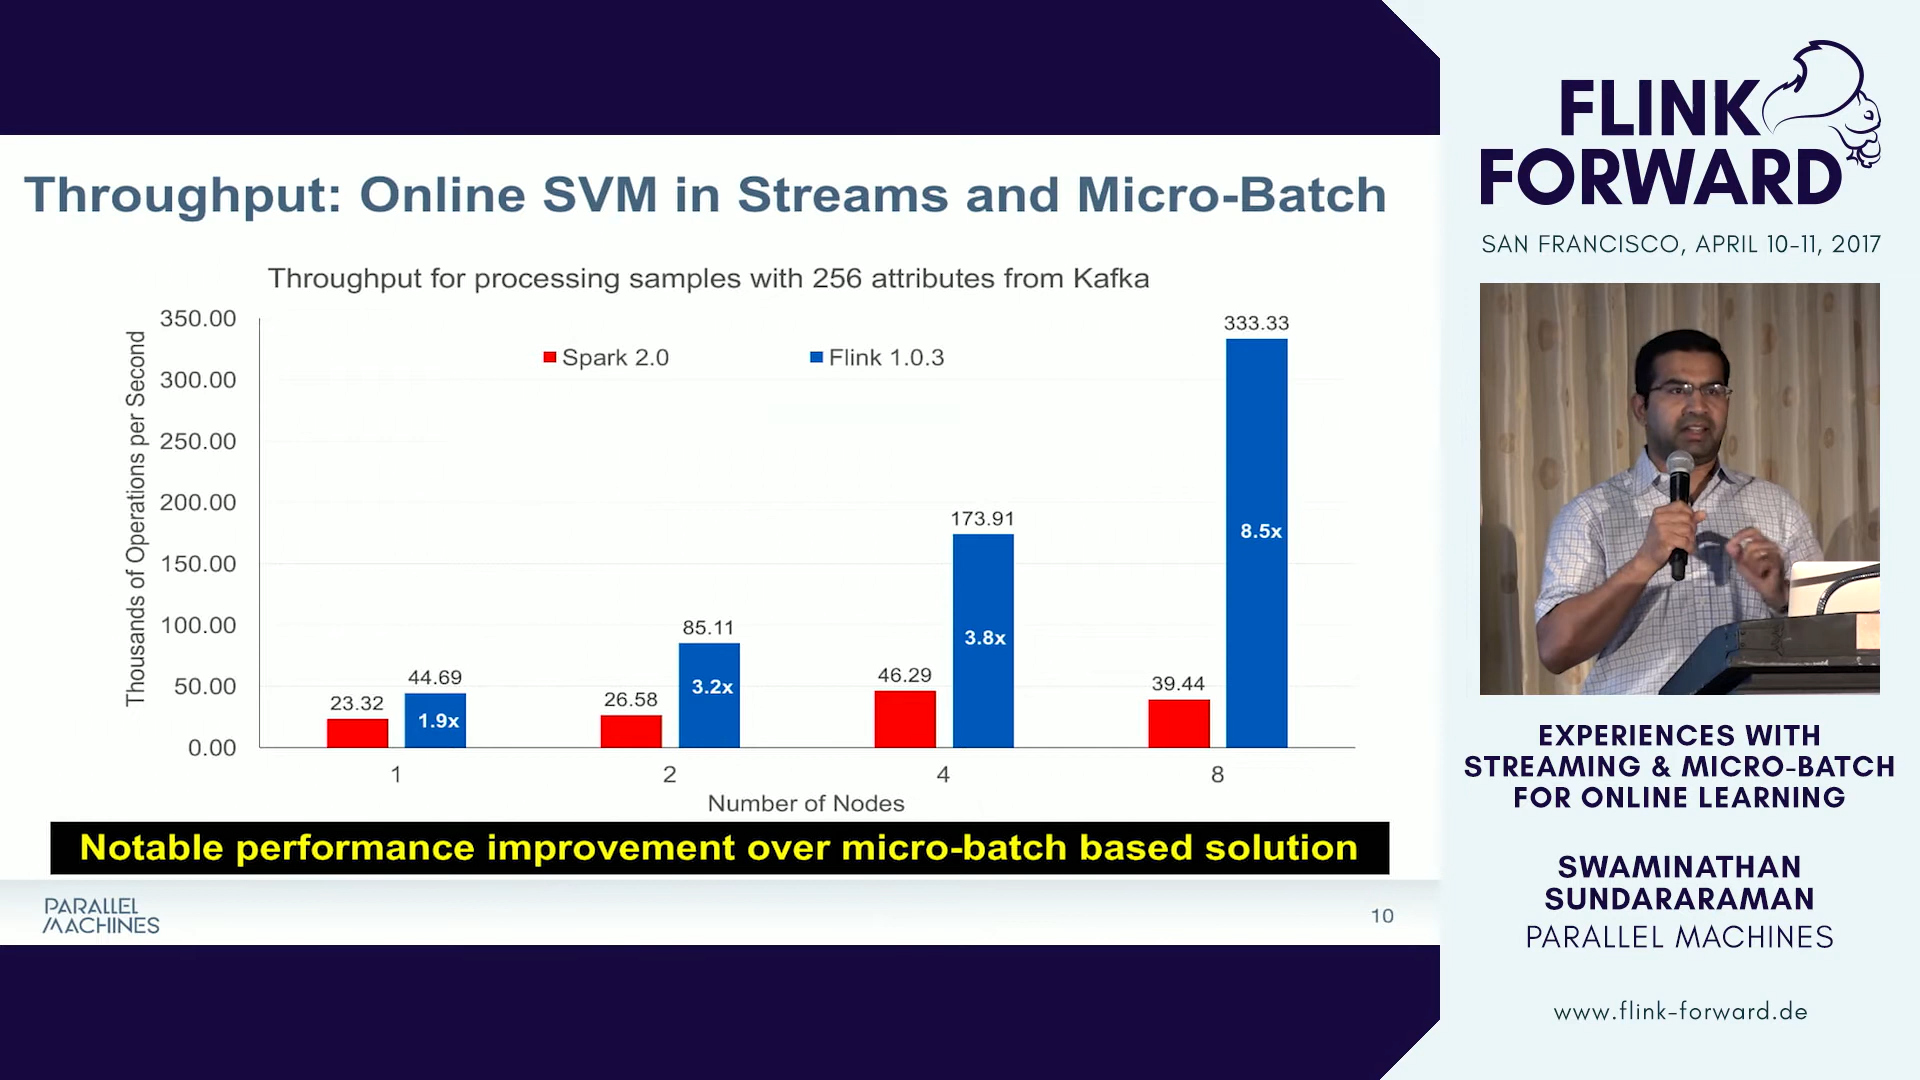 Throughput: Online SVM in Streams and Micro-Batch
Throughput for processing samples with 256 attributes from Kafka
Thousands of Operations per Second
350.00
300.00
250.00
200.00
150.00
100.00
50.00
0.00
Spark 2.0
Flink 1.0.3
23.32
44.69
1.9x
26.58
85.11
3.2x
46.29
173.91
3.8x
39.44
333.33
8.5x
1
2
4
8
Number of Nodes
Notable performance improvement over micro-batch based solution
PARALLEL
MACHINES
10
FLINK
FORWARD
SAN FRANCISCO, APRIL 10-11, 2017
EXPERIENCES WITH
STREAMING & MICRO-BATCH
FOR ONLINE LEARNING
SWAMINATHAN
SUNDARARAMAN
PARALLEL MACHINES
www.flink-forward.de